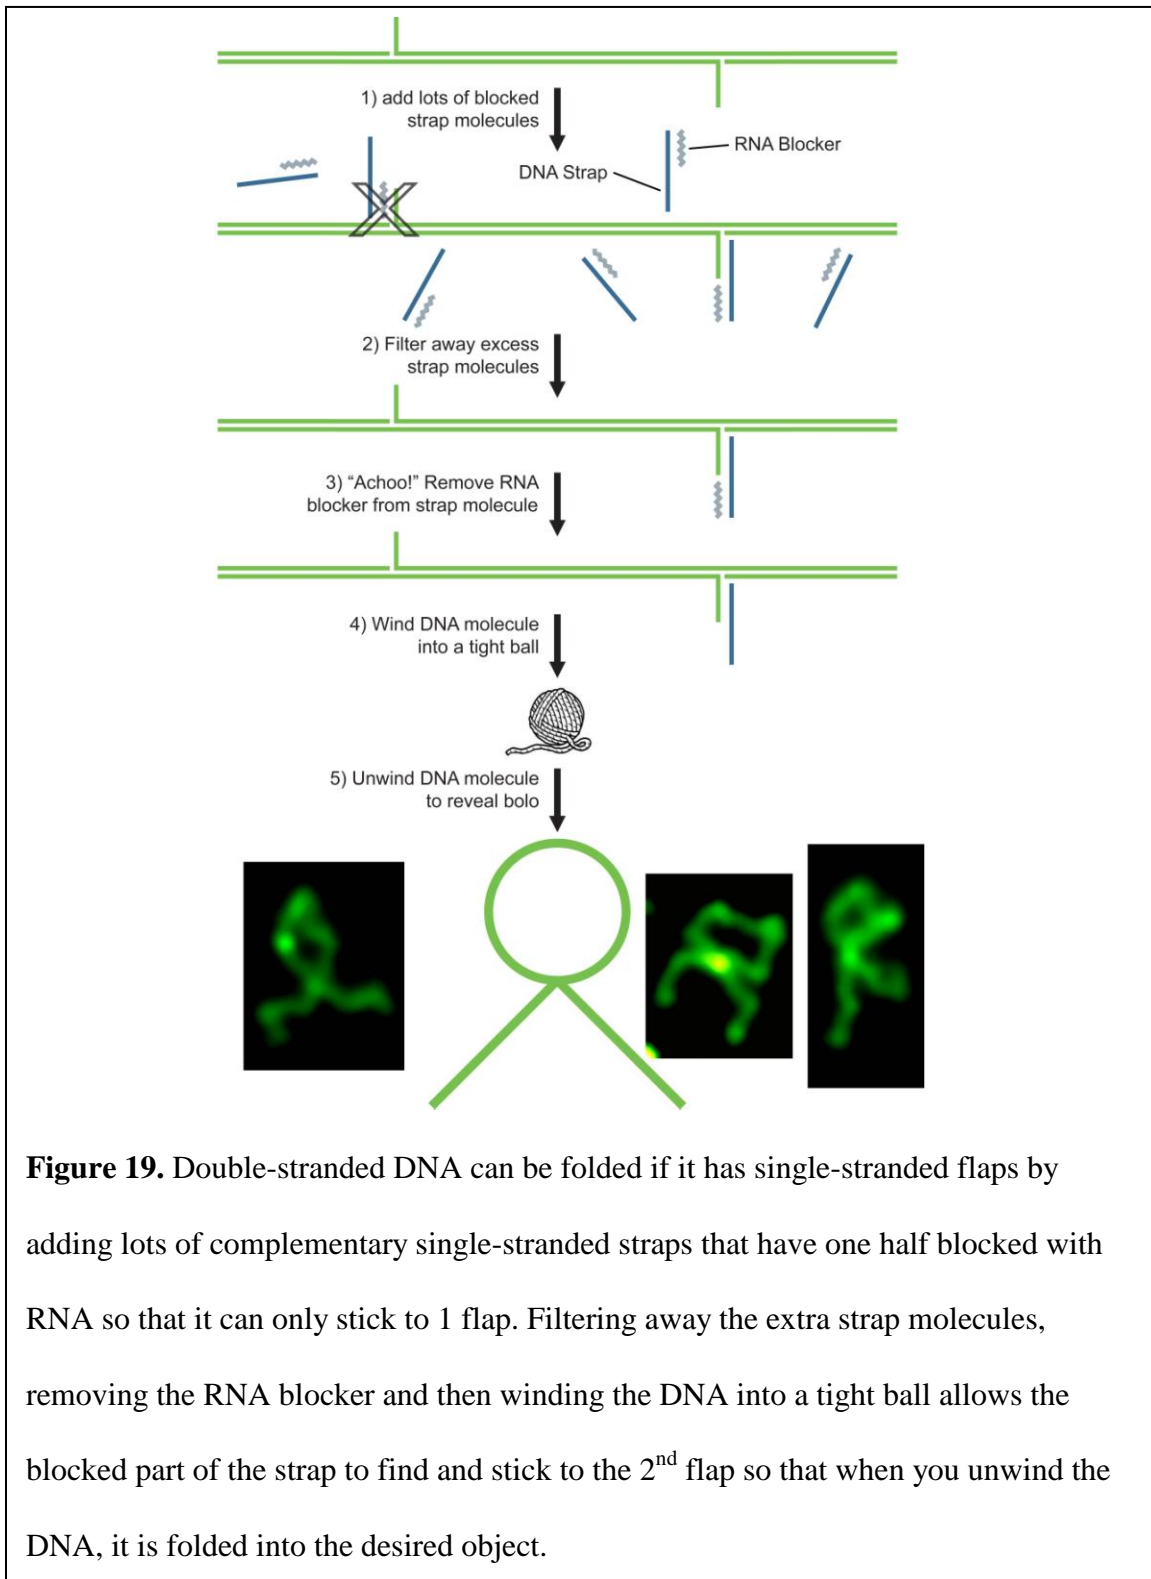 1) add lots of blocked
strap molecules
RNA Blocker
DNA Strap
2) Filter away excess
strap molecules
3) “Achoo!” Remove RNA
blocker from strap molecule
4) Wind DNA molecule
into a tight ball
5) Unwind DNA molecule
to reveal bolo
Figure 19. Double-stranded DNA can be folded if it has single-stranded flaps by
adding lots of complementary single-stranded straps that have one half blocked with
RNA so that it can only stick to 1 flap. Filtering away the extra strap molecules,
removing the RNA blocker and then winding the DNA into a tight ball allows the
blocked part of the strap to find and stick to the 2nd flap so that when you unwind the
DNA, it is folded into the desired object.